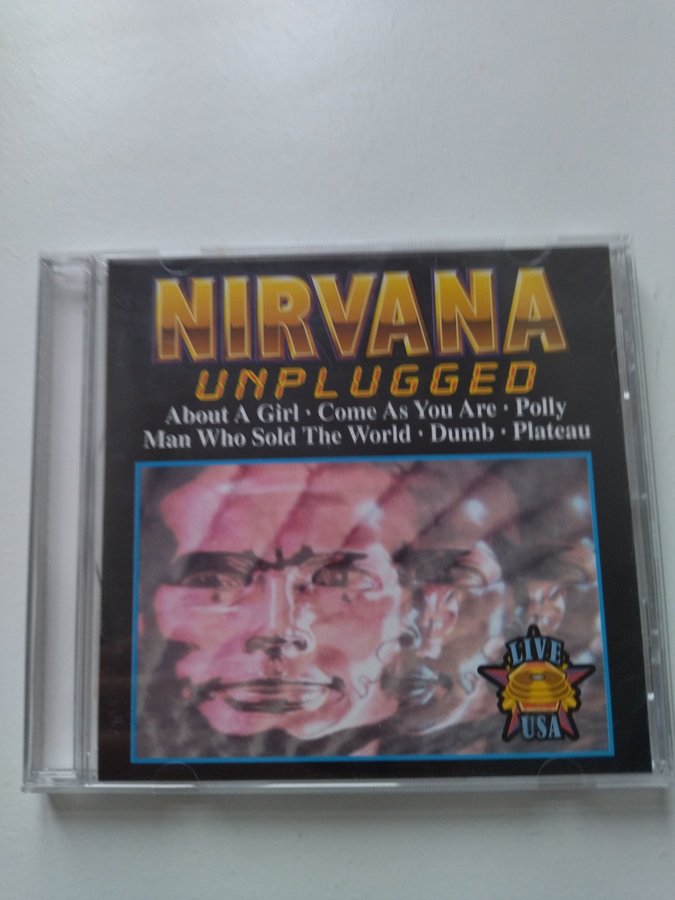 NIRVANA
UNPLUGGED
About A Girl · Come As You Are · Polly
Man Who Sold The World · Dumb · Plateau
LIVE
USA